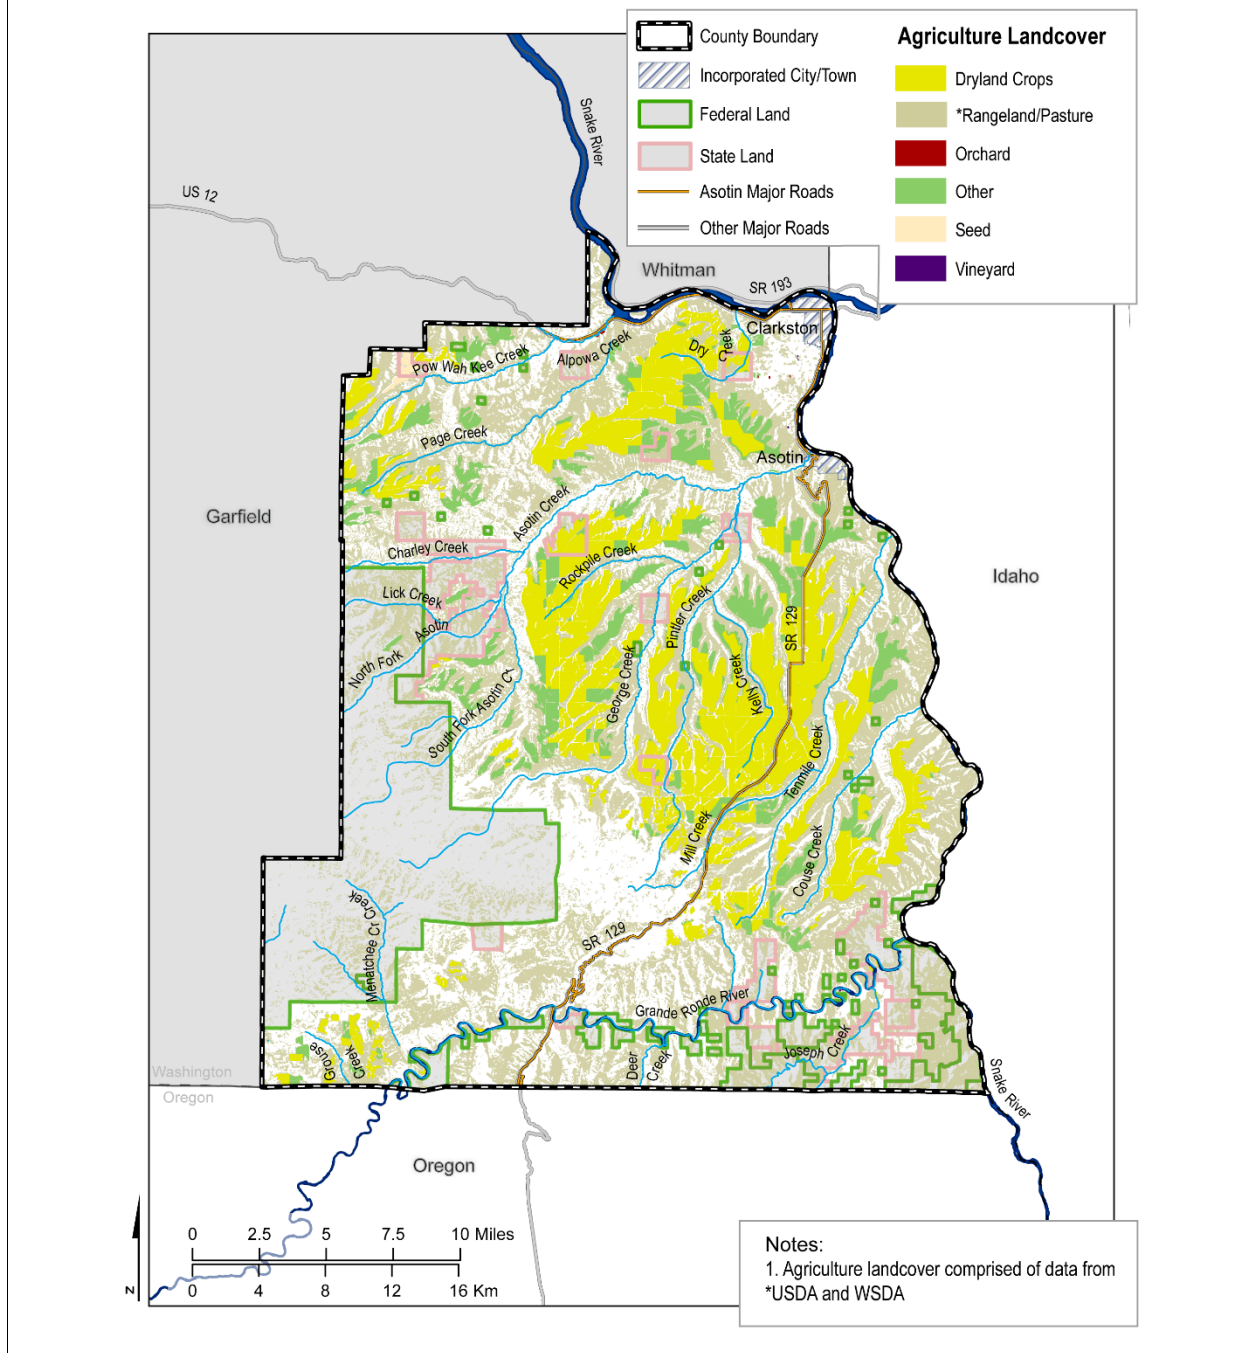 County Boundary
Incorporated City/Town
Federal Land
State Land
Asotin Major Roads
Other Major Roads
Agriculture Landcover
Dryland Crops
*Rangeland/Pasture
Orchard
Other
Seed
Vineyard
Snake River
US 12
Whitman
SR 193
Clarkston
Dry Creek
Alpowa Creek
Pow Wah Kee Creek
Page Creek
Asotin
Asotin Creek
Garfield
Charley Creek
Rockpile Creek
Idaho
Lick Creek
North Fork Asotin
Pintler Creek
SR 129
George Creek
Kelly Creek
South Fork Asotin Cr
Tenmile Creek
Mill Creek
Couse Creek
Menatchee Cr Creek
SR 129
Grande Ronde River
Joseph Creek
Deer
Creek
Grouse
Creek
Washington
Oregon
Snake River
Oregon
0 2.5 5 7.5 10 Miles
0 4 8 12 16 Km
N
Notes:
1. Agriculture landcover comprised of data from
*USDA and WSDA